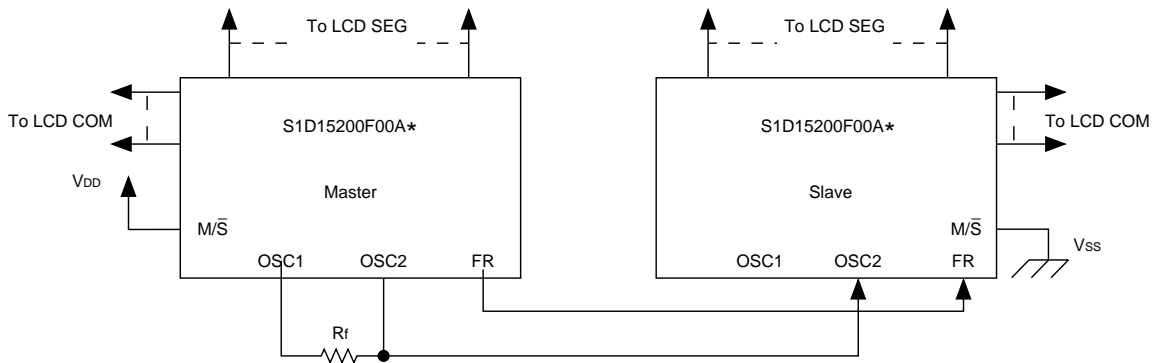 To LCD SEG
To LCD SEG
To LCD COM
S1D15200F00A*
S1D15200F00A*
To LCD COM
VDD
Master
Slave
M/S̅
M/S̅
VSS
OSC1 OSC2 FR
OSC1 OSC2 FR
Rf